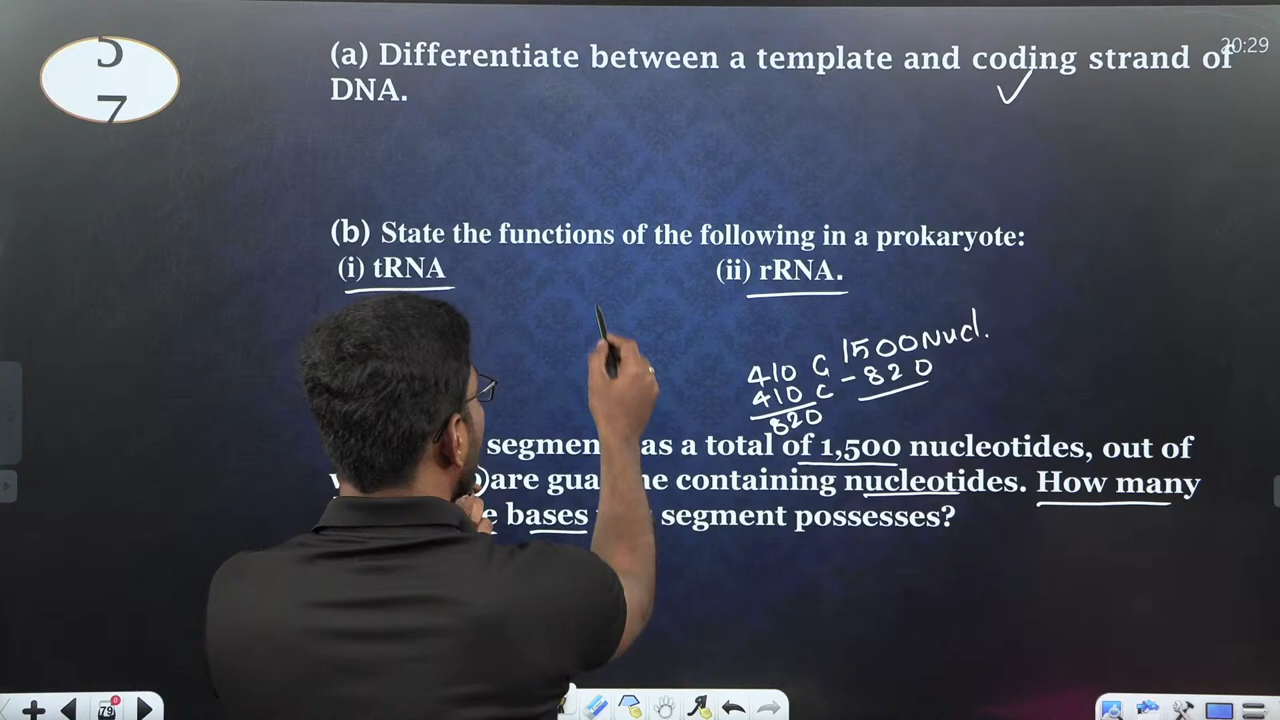 5
7
20:29
(a) Differentiate between a template and coding strand of
DNA.
(b) State the functions of the following in a prokaryote:
(i) tRNA (ii) rRNA.
410 G 1500 Nucl.
410 C - 820
820
segmen as a total of 1,500 nucleotides, out of
are gua ne containing nucleotides. How many
e bases segment possesses?
79